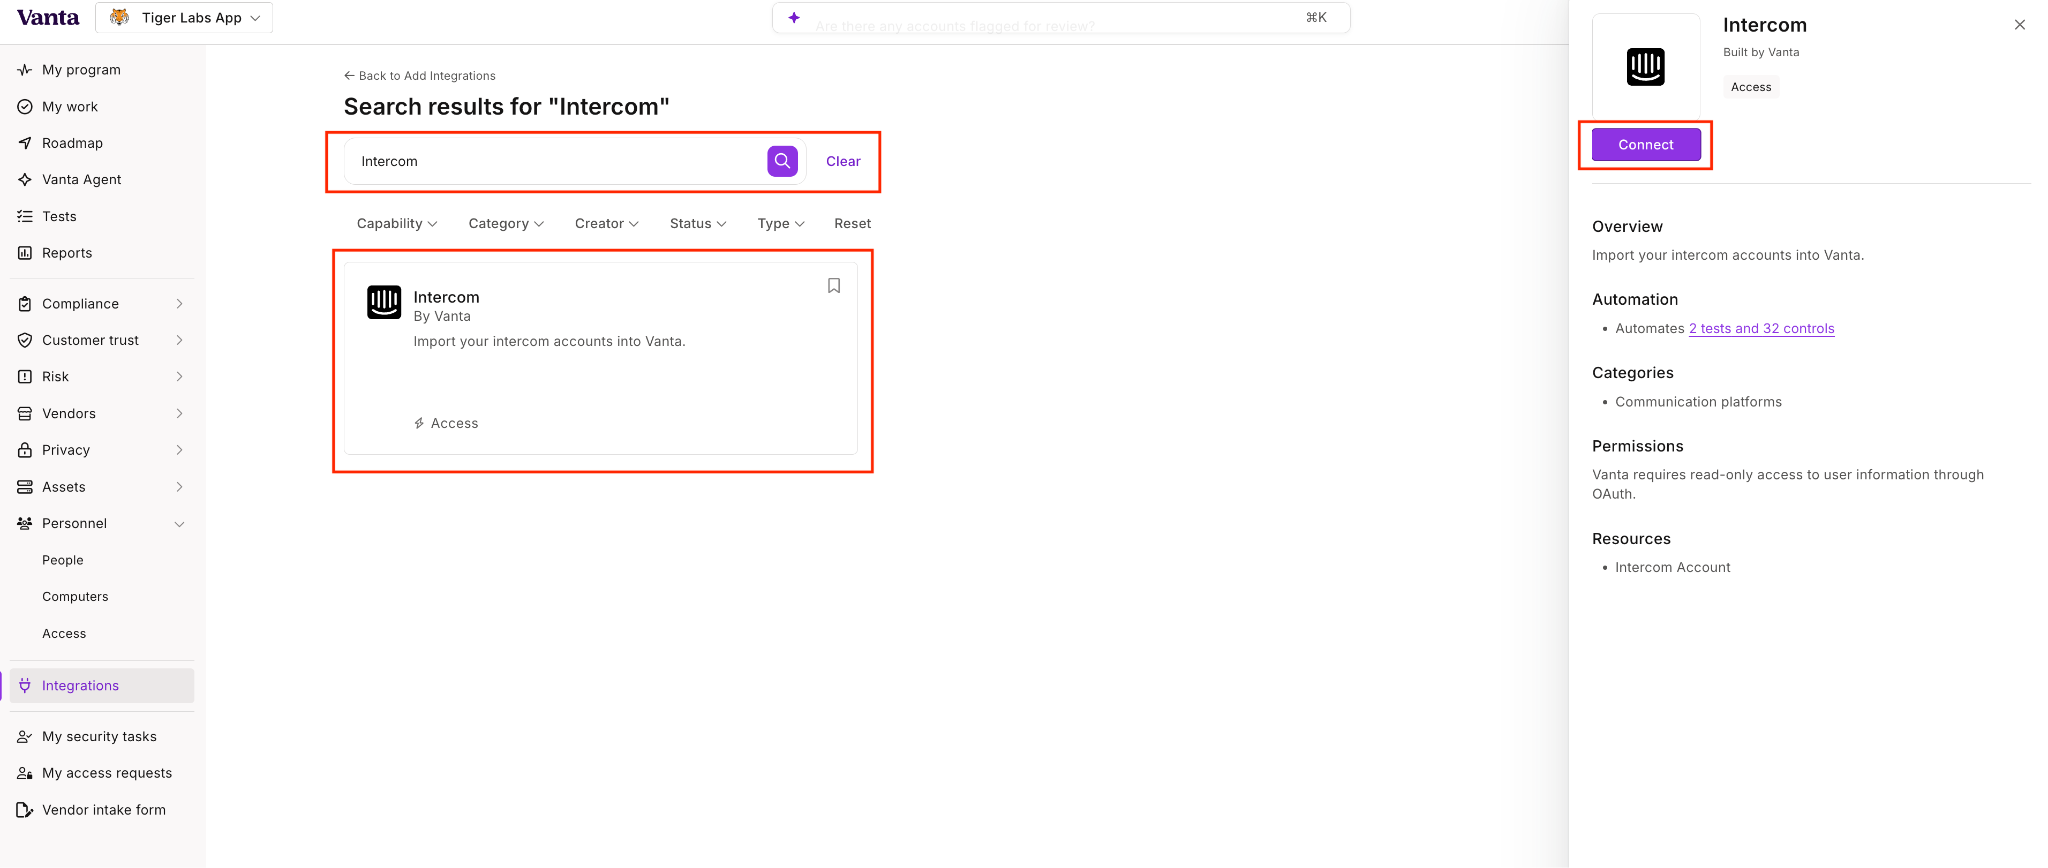 Vanta
Tiger Labs App
Are there any accounts flagged for review?
⌘K
My program
My work
Roadmap
Vanta Agent
Tests
Reports
Compliance
Customer trust
Risk
Vendors
Privacy
Assets
Personnel
People
Computers
Access
Integrations
My security tasks
My access requests
Vendor intake form
← Back to Add Integrations
Search results for "Intercom"
Intercom
Clear
Capability
Category
Creator
Status
Type
Reset
Intercom
By Vanta
Import your intercom accounts into Vanta.
Access
Intercom
Built by Vanta
Access
Connect
Overview
Import your intercom accounts into Vanta.
Automation
• Automates 2 tests and 32 controls
Categories
• Communication platforms
Permissions
Vanta requires read-only access to user information through
OAuth.
Resources
• Intercom Account